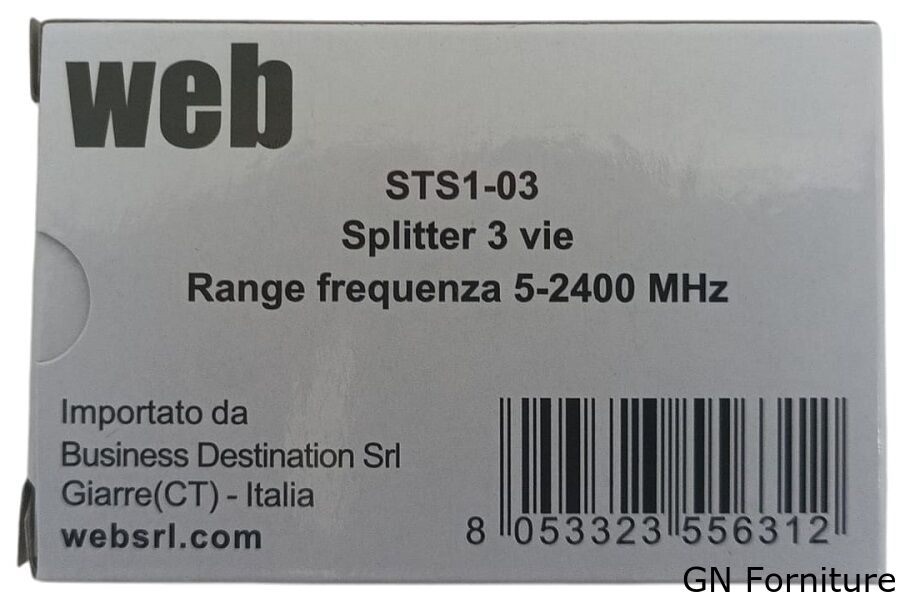 web
STS1-03
Splitter 3 vie
Range frequenza 5-2400 MHz
Importato da
Business Destination Srl
Giarre(CT) - Italia
websrl.com
8 053323 556312
GN Forniture